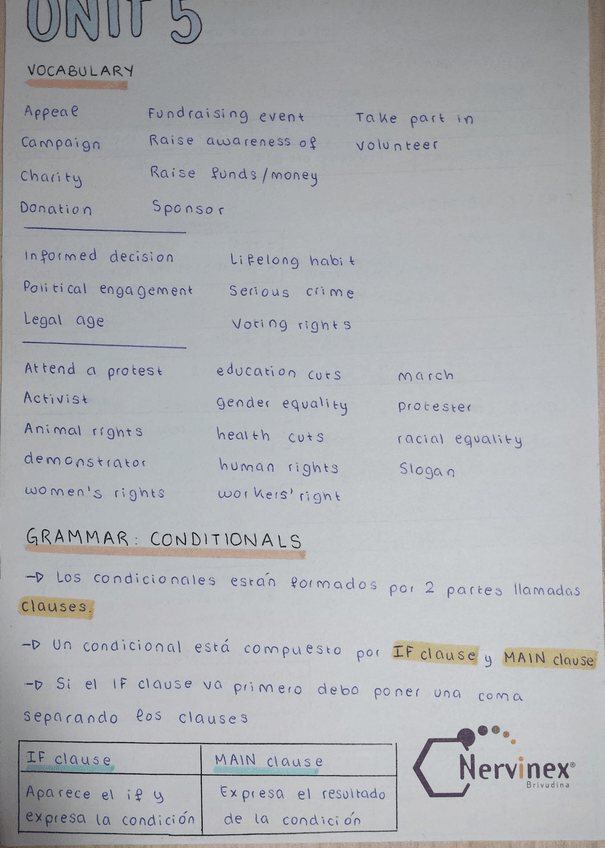 UNIT 5
VOCABULARY
Appeal Fundraising event Take part in
Campaign Raise awareness of volunteer
Charity Raise funds/money
Donation Sponsor
Informed decision Lifelong habit
Political engagement Serious crime
Legal age Voting rights
Attend a protest education cuts march
Activist gender equality protester
Animal rights health cuts racial equality
demonstrator human rights Slogan
women's rights workers' right
GRAMMAR: CONDITIONALS
→ Los condicionales están formados por 2 partes llamadas
clauses.
→ Un condicional está compuesto por IF clause y MAIN clause
→ Si el IF clause va primero debo poner una coma
separando los clauses
IF clause MAIN clause
Aparece el if y Expresa el resultado
expresa la condición de la condición
Nervinex®
Brivudina